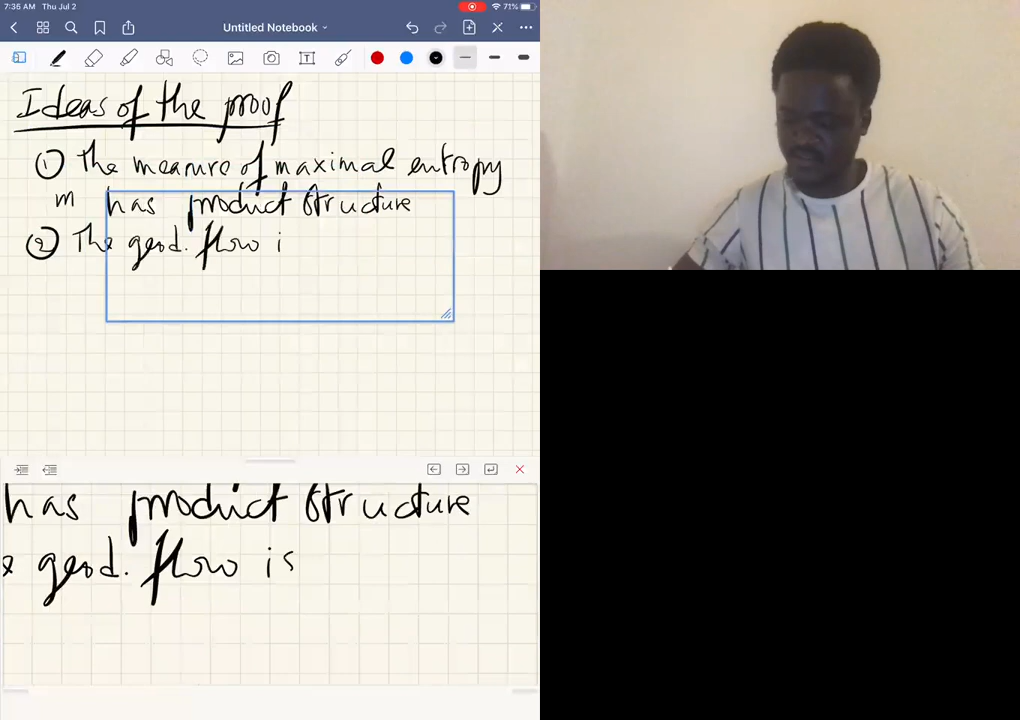 7:36 AM Thu Jul 2
71%
Untitled Notebook
Ideas of the proof
① the measure of maximal entropy
m has product structure
② The geod. flow i
has product structure
e geod. flow is